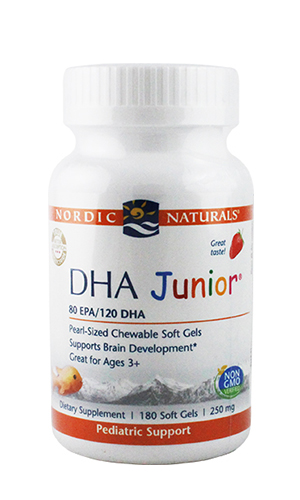 NORDIC NATURALS®
Great
taste!
DHA Junior®
80 EPA/120 DHA
Pearl-Sized Chewable Soft Gels
Supports Brain Development*
Great for Ages 3+
NON
GMO
VERIFIED
Dietary Supplement | 180 Soft Gels | 250 mg
Pediatric Support